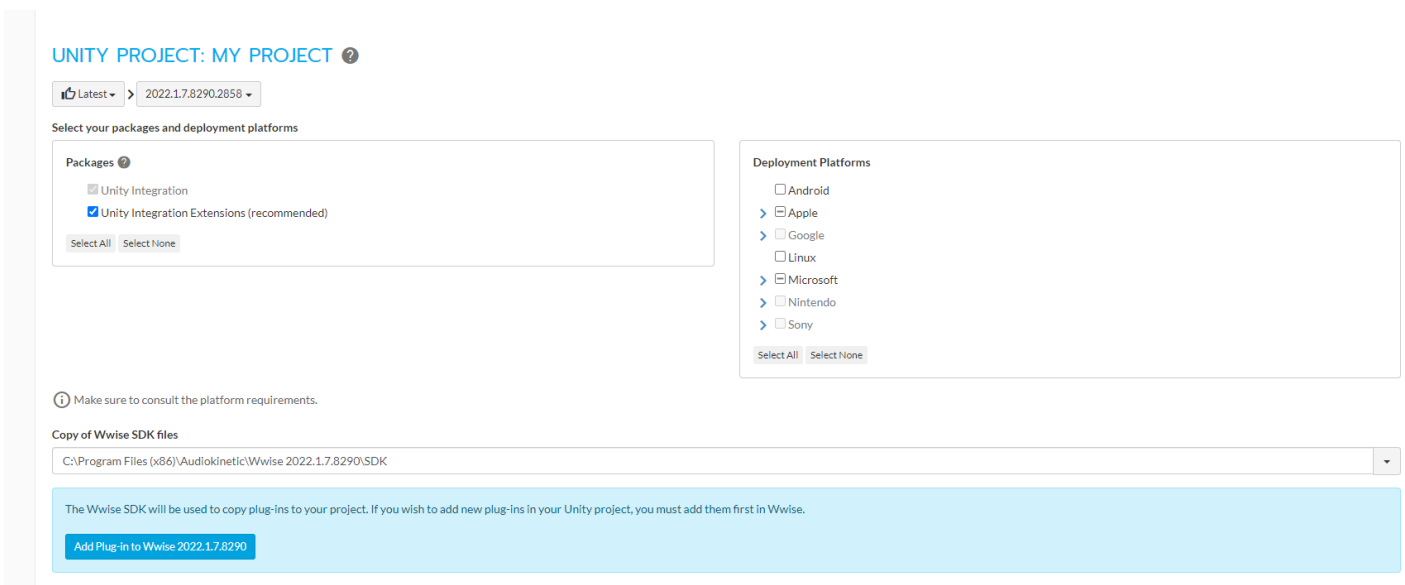 UNITY PROJECT: MY PROJECT ?
Latest > 2022.1.7.8290.2858
Select your packages and deployment platforms
Packages ?
Unity Integration
Unity Integration Extensions (recommended)
Select All Select None
Deployment Platforms
Android
Apple
Google
Linux
Microsoft
Nintendo
Sony
Select All Select None
Make sure to consult the platform requirements.
Copy of Wwise SDK files
C:\Program Files (x86)\Audiokinetic\Wwise 2022.1.7.8290\SDK
The Wwise SDK will be used to copy plug-ins to your project. If you wish to add new plug-ins in your Unity project, you must add them first in Wwise.
Add Plug-in to Wwise 2022.1.7.8290